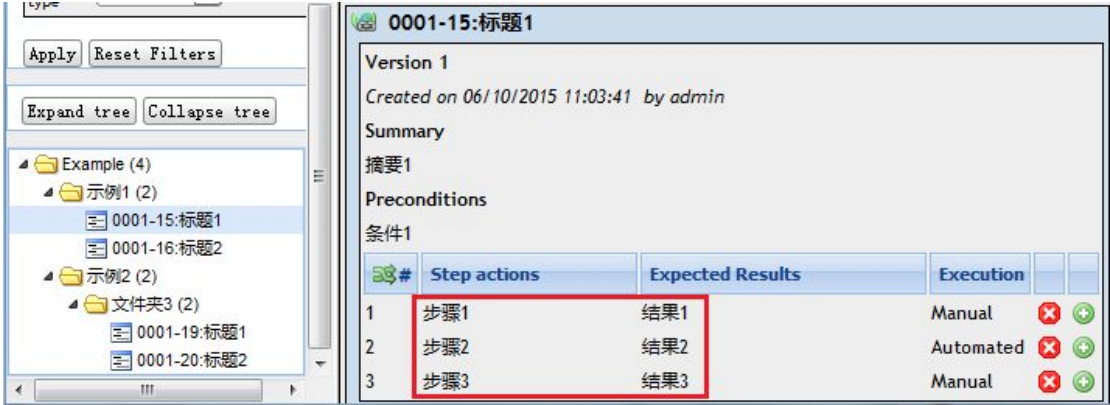 type
Apply Reset Filters
Expand tree Collapse tree
Example (4)
示例1 (2)
0001-15:标题1
0001-16:标题2
示例2 (2)
文件夹3 (2)
0001-19:标题1
0001-20:标题2
0001-15:标题1
Version 1
Created on 06/10/2015 11:03:41 by admin
Summary
摘要1
Preconditions
条件1
# Step actions Expected Results Execution
1 步骤1 结果1 Manual
2 步骤2 结果2 Automated
3 步骤3 结果3 Manual